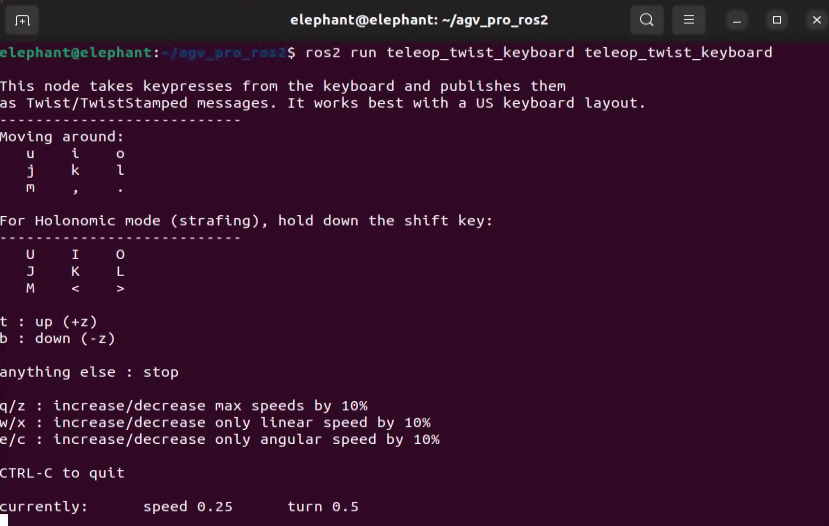 elephant@elephant: ~/agv_pro_ros2
elephant@elephant:~/agv_pro_ros2$ ros2 run teleop_twist_keyboard teleop_twist_keyboard
This node takes keypresses from the keyboard and publishes them
as Twist/TwistStamped messages. It works best with a US keyboard layout.
---------------------------
Moving around:
u i o
j k l
m , .
For Holonomic mode (strafing), hold down the shift key:
---------------------------
U I O
J K L
M < >
t : up (+z)
b : down (-z)
anything else : stop
q/z : increase/decrease max speeds by 10%
w/x : increase/decrease only linear speed by 10%
e/c : increase/decrease only angular speed by 10%
CTRL-C to quit
currently: speed 0.25 turn 0.5